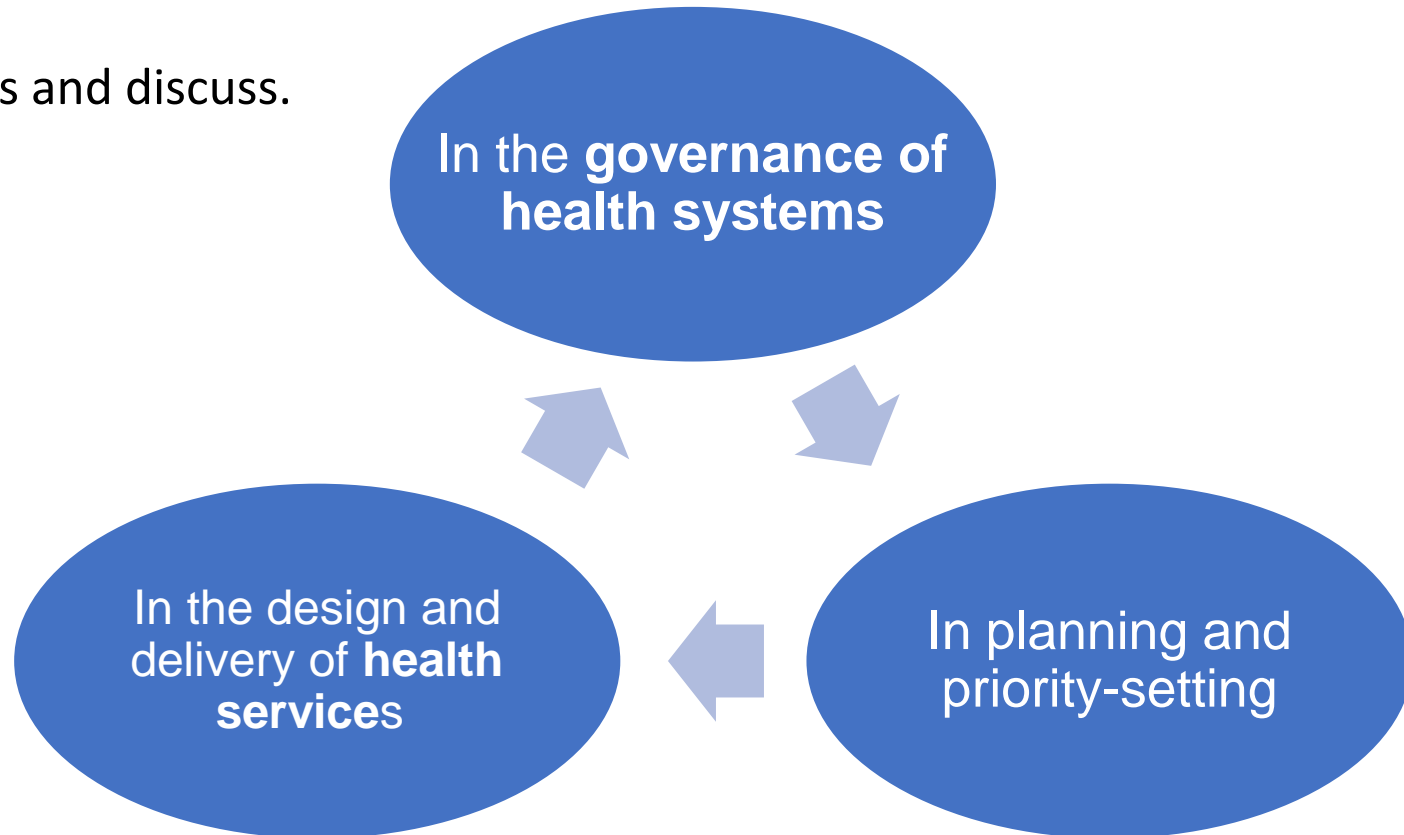 s and discuss.
In the governance of
health systems
In the design and
delivery of health
services
In planning and
priority-setting